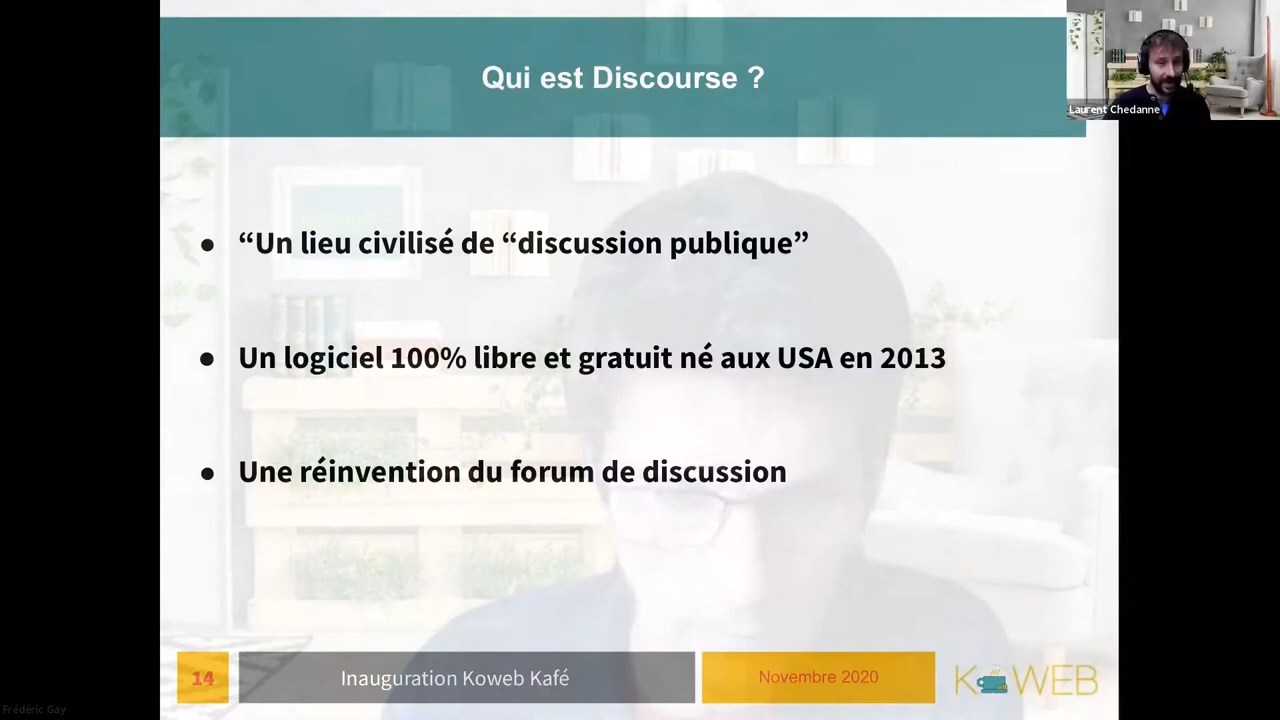 Qui est Discourse ?
Laurent Chedanne
● “Un lieu civilisé de “discussion publique”
● Un logiciel 100% libre et gratuit né aux USA en 2013
● Une réinvention du forum de discussion
14
Inauguration Koweb Kafé
Novembre 2020
KOWEB
Frédéric Gay